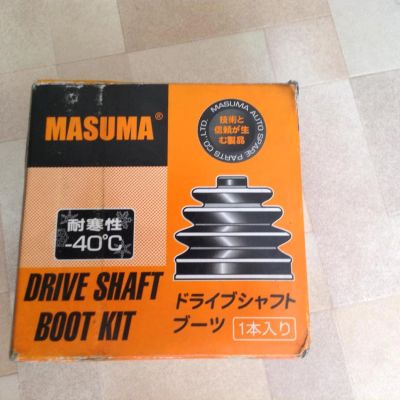 MASUMA®
MASUMA AUTO SPARE PARTS CO.,LTD.
技術と
信頼が生
む製品
耐寒性
-40℃
DRIVE SHAFT
BOOT KIT
ドライブシャフト
ブーツ 1本入り